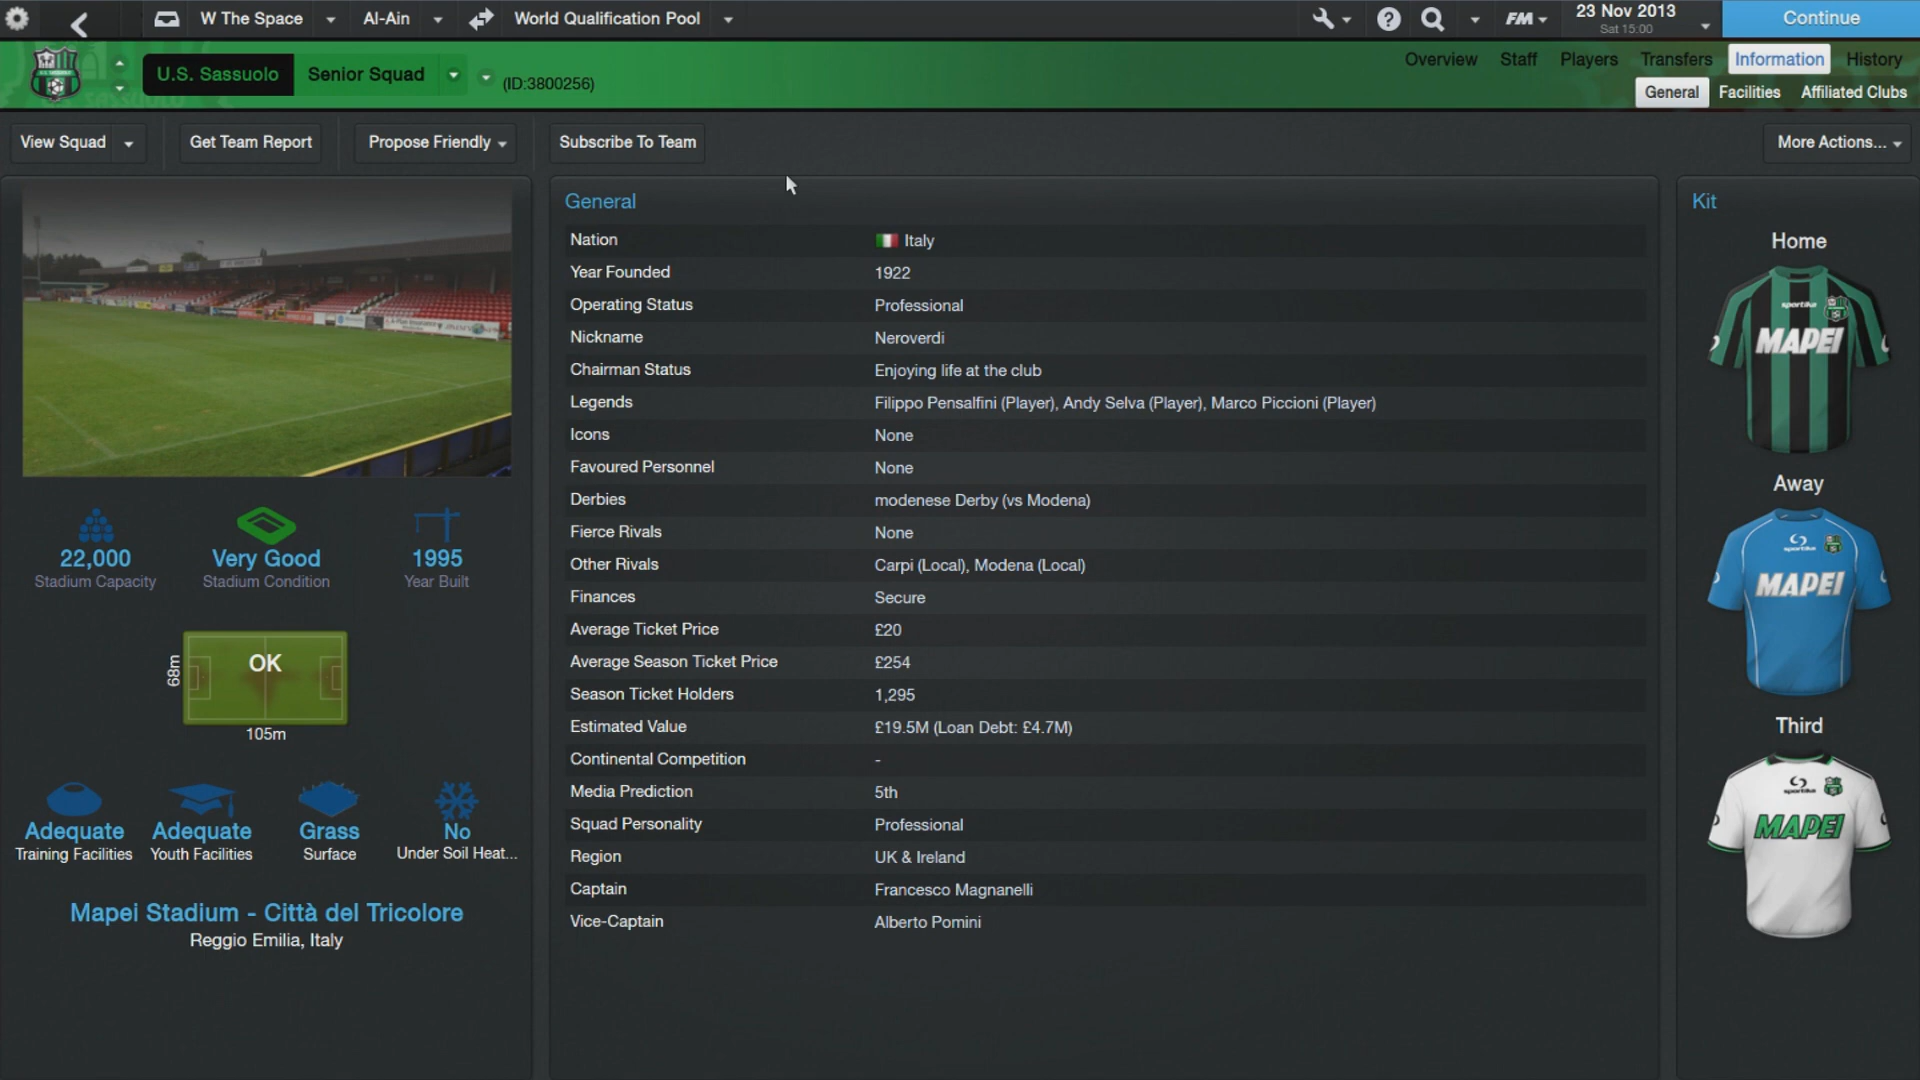 W The Space
Al-Ain
World Qualification Pool
FM
23 Nov 2013
Sat 15:00
Continue
U.S. Sassuolo
Senior Squad
(ID:3800256)
Overview
Staff
Players
Transfers
Information
History
General
Facilities
Affiliated Clubs
View Squad
Get Team Report
Propose Friendly
Subscribe To Team
More Actions...
22,000
Stadium Capacity
Very Good
Stadium Condition
1995
Year Built
68m
OK
105m
Adequate
Training Facilities
Adequate
Youth Facilities
Grass
Surface
No
Under Soil Heat...
Mapei Stadium - Città del Tricolore
Reggio Emilia, Italy
General
Nation Italy
Year Founded 1922
Operating Status Professional
Nickname Neroverdi
Chairman Status Enjoying life at the club
Legends Filippo Pensalfini (Player), Andy Selva (Player), Marco Piccioni (Player)
Icons None
Favoured Personnel None
Derbies modenese Derby (vs Modena)
Fierce Rivals None
Other Rivals Carpi (Local), Modena (Local)
Finances Secure
Average Ticket Price £20
Average Season Ticket Price £254
Season Ticket Holders 1,295
Estimated Value £19.5M (Loan Debt: £4.7M)
Continental Competition -
Media Prediction 5th
Squad Personality Professional
Region UK & Ireland
Captain Francesco Magnanelli
Vice-Captain Alberto Pomini
Kit
Home
sportika
MAPEI
Away
sportika
MAPEI
Third
sportika
MAPEI